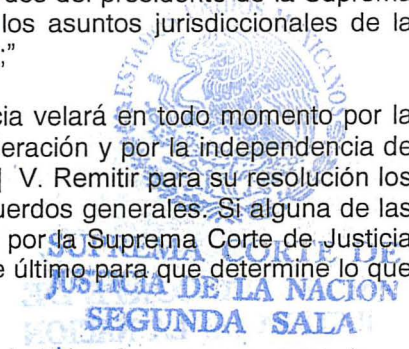 dos del presidente de la Suprema
los asuntos jurisdiccionales de la
;”
cia velará en todo momento por la
eración y por la independencia de
| V. Remitir para su resolución los
uerdos generales. Si alguna de las
por la Suprema Corte de Justicia
e último para que determine lo que
SUPREMA CORTE DE
JUSTICIA DE LA NACION
SEGUNDA SALA